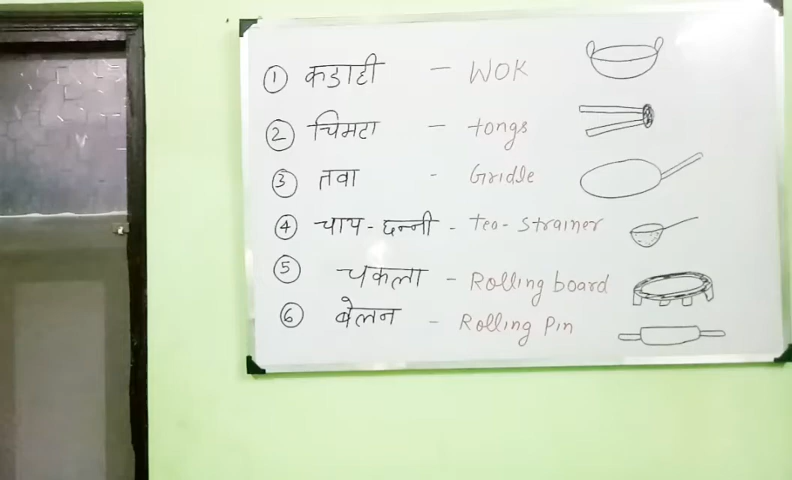 ① कडाही - WOK
② चिमटा - tongs
③ तवा - Gridle
④ चाय - छन्नी - Tea - Strainer
⑤ चकला - Rolling board
⑥ बेलन - Rolling Pin